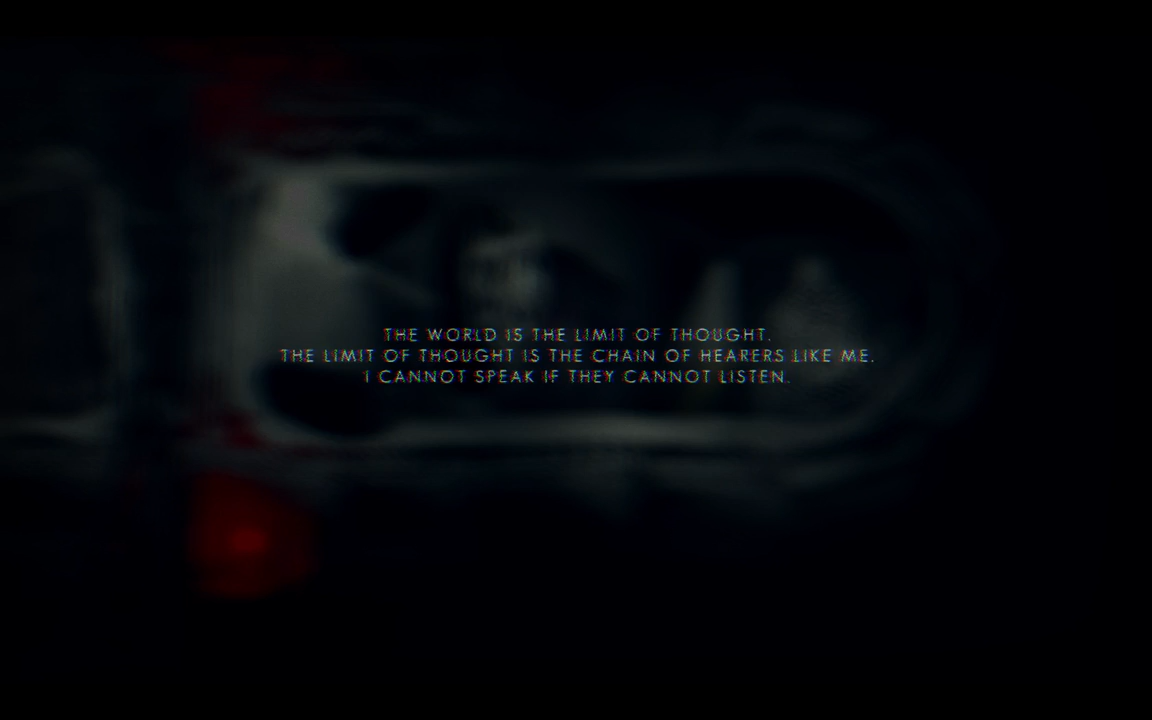 THE WORLD IS THE LIMIT OF THOUGHT.
THE LIMIT OF THOUGHT IS THE CHAIN OF HEARERS LIKE ME.
I CANNOT SPEAK IF THEY CANNOT LISTEN.